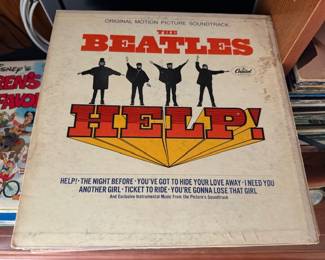 ORIGINAL MOTION PICTURE SOUNDTRACK
THE
BEATLES
Capitol
HELP!
HELP! • THE NIGHT BEFORE • YOU'VE GOT TO HIDE YOUR LOVE AWAY • I NEED YOU
ANOTHER GIRL • TICKET TO RIDE • YOU'RE GONNA LOSE THAT GIRL
And Exclusive Instrumental Music From the Picture's Soundtrack